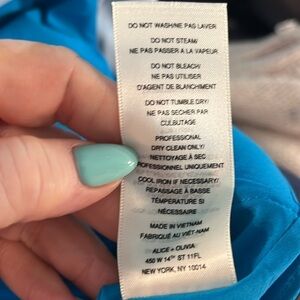 DO NOT WASH/NE PAS LAVER
DO NOT STEAM/
NE PAS PASSER A LA VAPEUR
DO NOT BLEACH/
NE PAS UTILISER
D'AGENT DE BLANCHIMENT
DO NOT TUMBLE DRY/
NE PAS SECHER PAR
CULBUTAGE
PROFESSIONAL
DRY CLEAN ONLY/
NETTOYAGE À SEC
PROFESSIONNEL UNIQUEMENT
COOL IRON IF NECESSARY/
REPASSAGE À BASSE
TEMPÉRATURE SI
NÉCESSAIRE
MADE IN VIETNAM
FABRIQUÉ AU VIÊT-NAM
ALICE + OLIVIA
450 W 14TH ST 11FL
NEW YORK, NY 10014